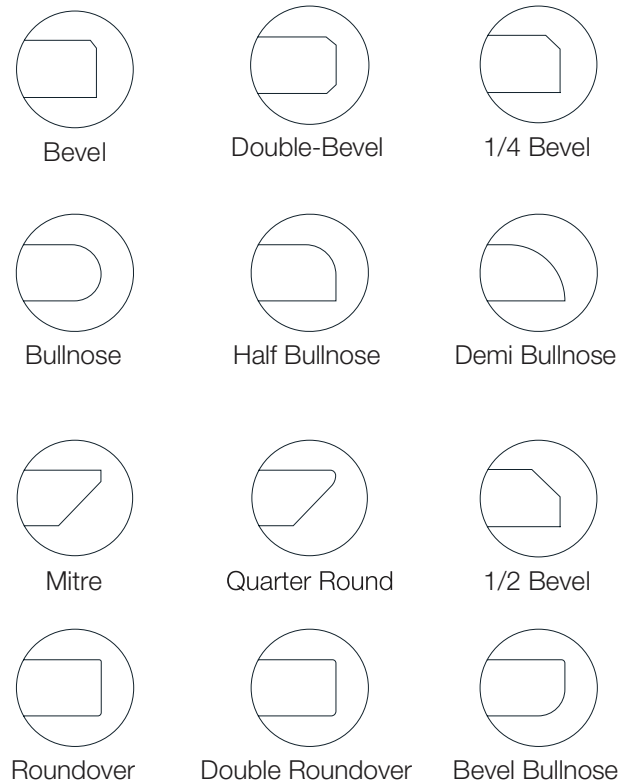 Bevel
Double-Bevel
1/4 Bevel
Bullnose
Half Bullnose
Demi Bullnose
Mitre
Quarter Round
1/2 Bevel
Roundover
Double Roundover
Bevel Bullnose